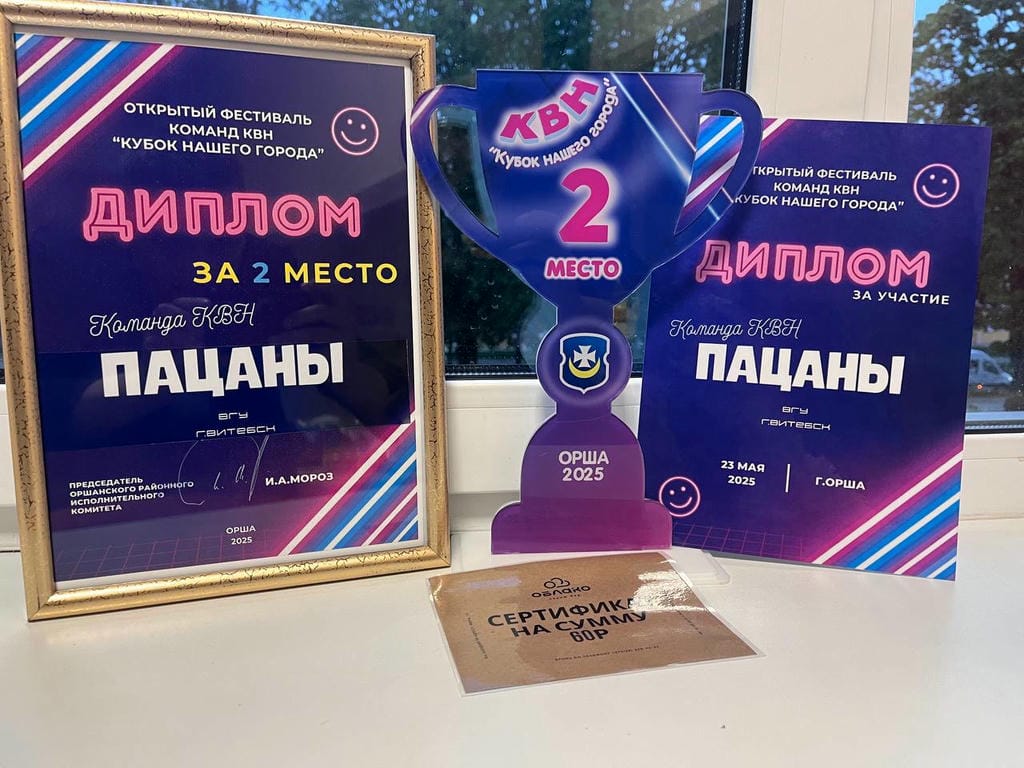 ОТКРЫТЫЙ ФЕСТИВАЛЬ
КОМАНД КВН
“КУБОК НАШЕГО ГОРОДА”
ДИПЛОМ
ЗА 2 МЕСТО
Команда КВН
ПАЦАНЫ
ВГУ
Г.ВИТЕБСК
ПРЕДСЕДАТЕЛЬ
ОРШАНСКОГО РАЙОННОГО
ИСПОЛНИТЕЛЬНОГО
КОМИТЕТА
И.А.МОРОЗ
ОРША
2025
КВН
“КУБОК НАШЕГО ГОРОДА”
2
МЕСТО
ОРША
2025
ТКРЫТЫЙ ФЕСТИВАЛЬ
КОМАНД КВН
КУБОК НАШЕГО ГОРОДА”
ДИПЛОМ
ЗА УЧАСТИЕ
Команда КВН
ПАЦАНЫ
ВГУ
Г.ВИТЕБСК
23 МАЯ
2025
Г.ОРША
ОБЛАКО
СЕРТИФИКА
НА СУММУ
60Р